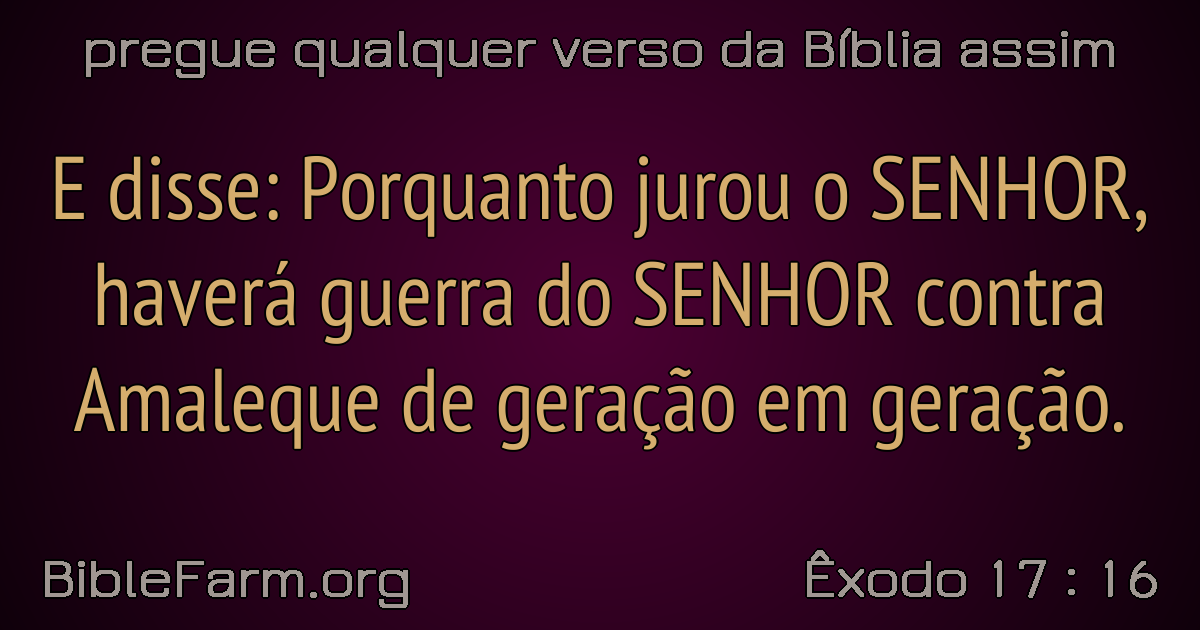 pregue qualquer verso da Bíblia assim
E disse: Porquanto jurou o SENHOR,
haverá guerra do SENHOR contra
Amaleque de geração em geração.
BibleFarm.org
Êxodo 17 : 16